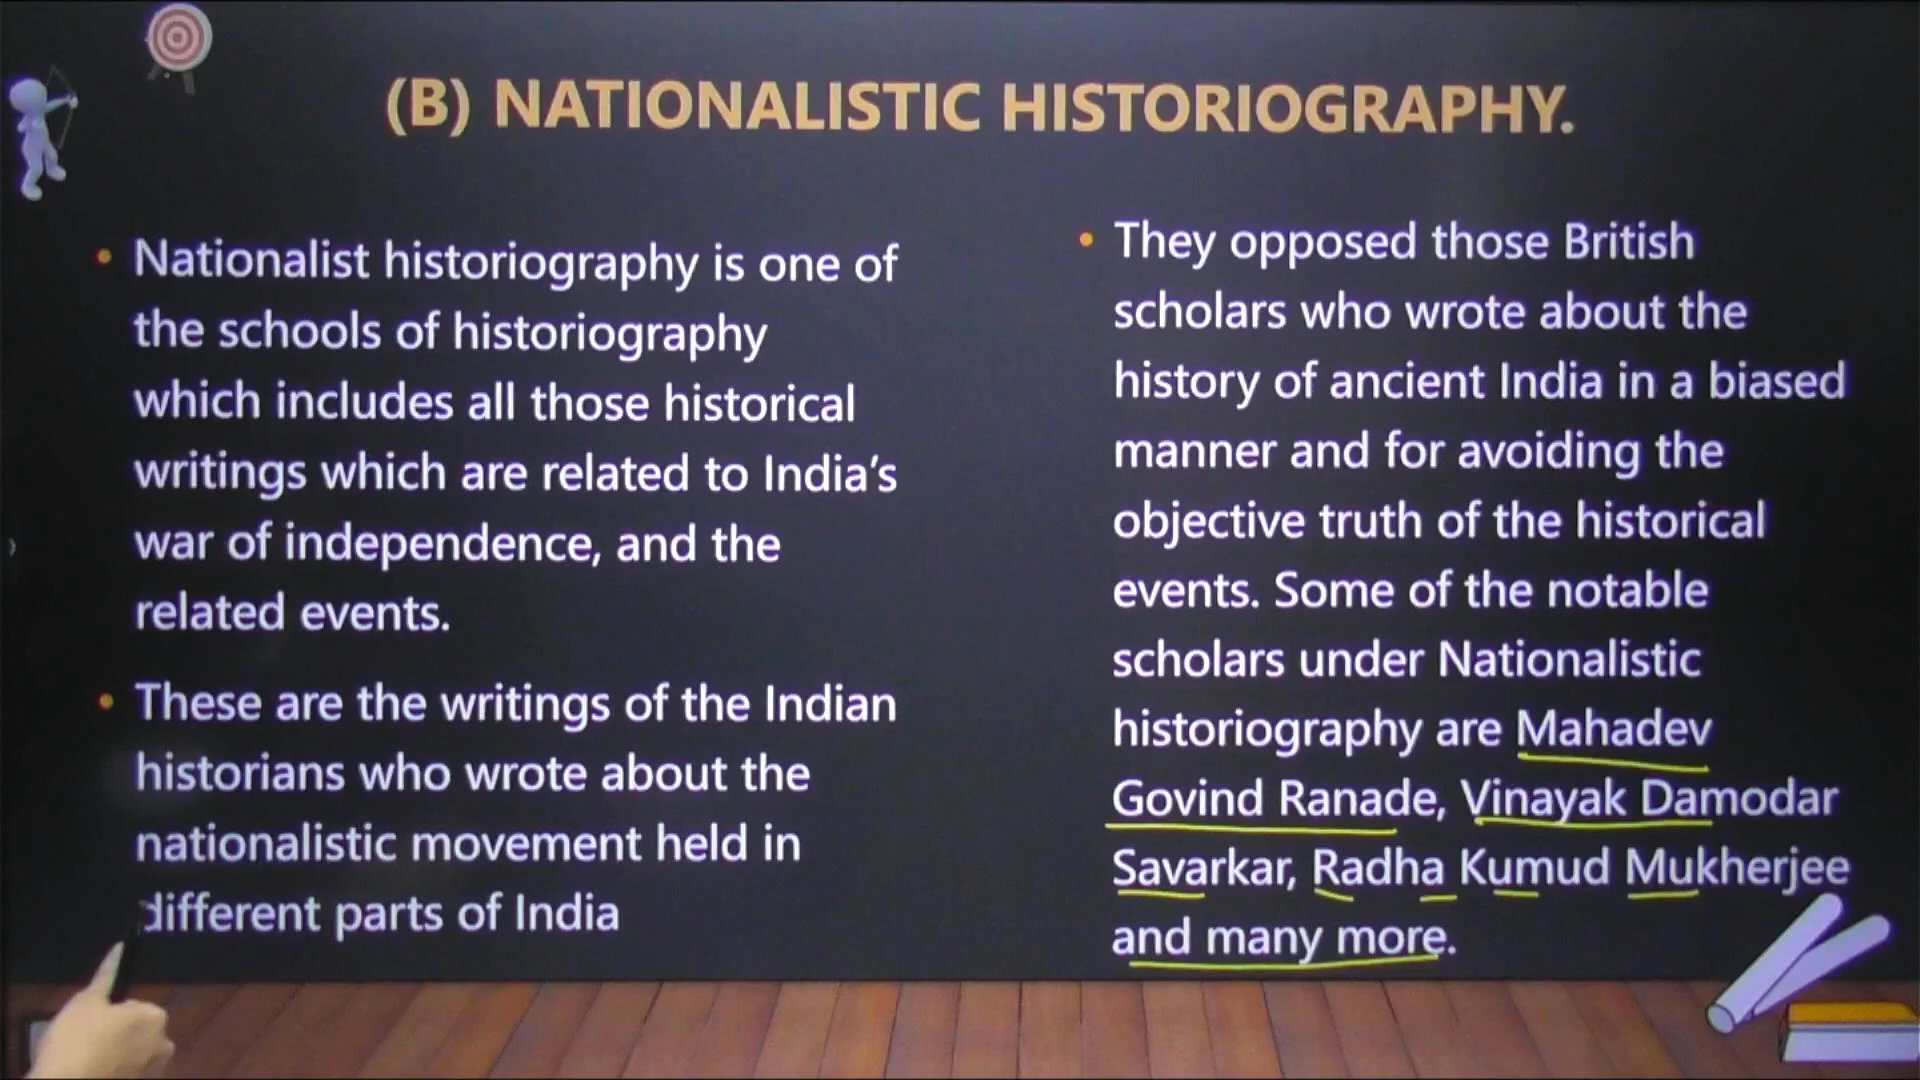 (B) NATIONALISTIC HISTORIOGRAPHY.
• Nationalist historiography is one of
the schools of historiography
which includes all those historical
writings which are related to India's
war of independence, and the
related events.
• These are the writings of the Indian
historians who wrote about the
nationalistic movement held in
different parts of India
• They opposed those British
scholars who wrote about the
history of ancient India in a biased
manner and for avoiding the
objective truth of the historical
events. Some of the notable
scholars under Nationalistic
historiography are Mahadev
Govind Ranade, Vinayak Damodar
Savarkar, Radha Kumud Mukherjee
and many more.